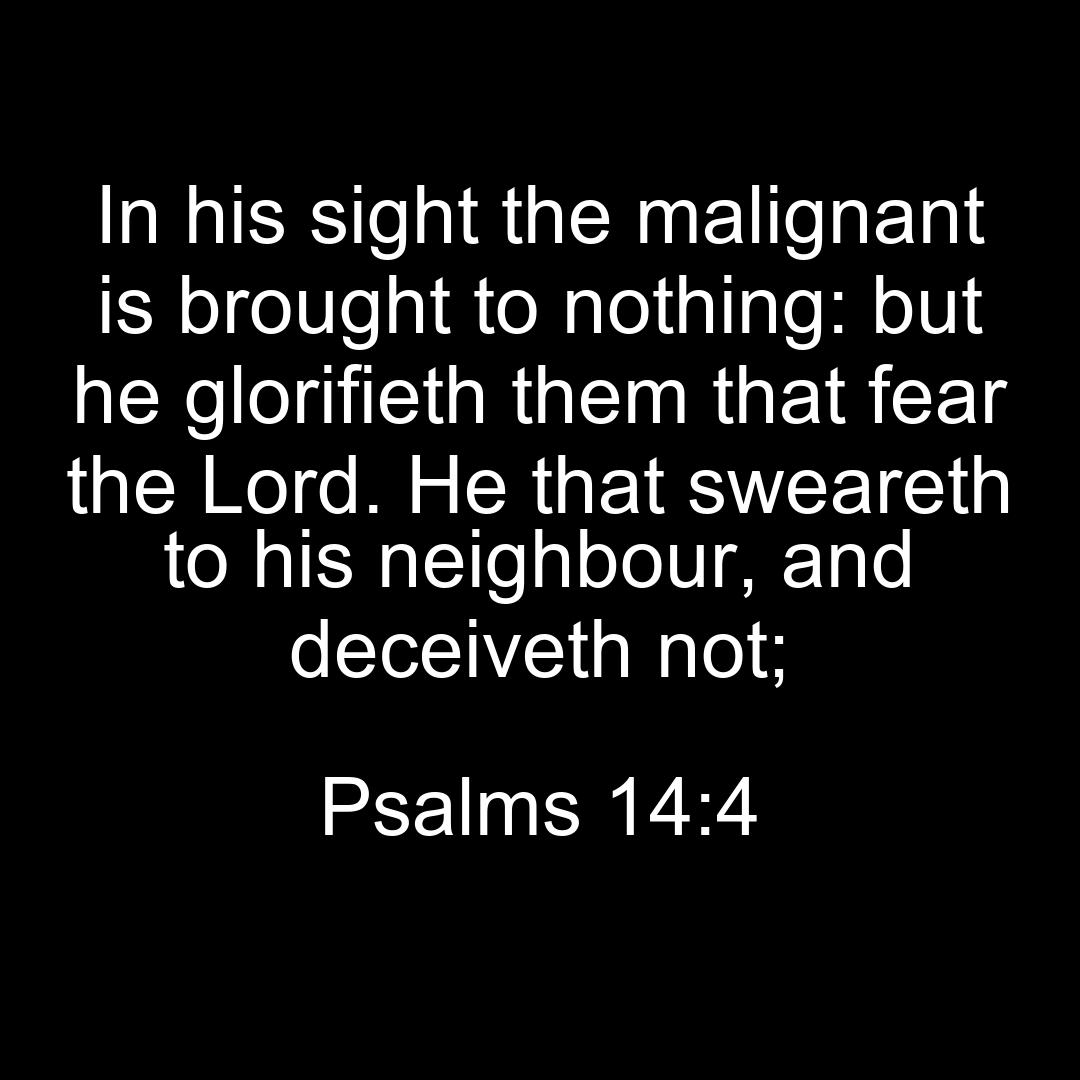 In his sight the malignant
is brought to nothing: but
he glorifieth them that fear
the Lord. He that sweareth
to his neighbour, and
deceiveth not;
Psalms 14:4